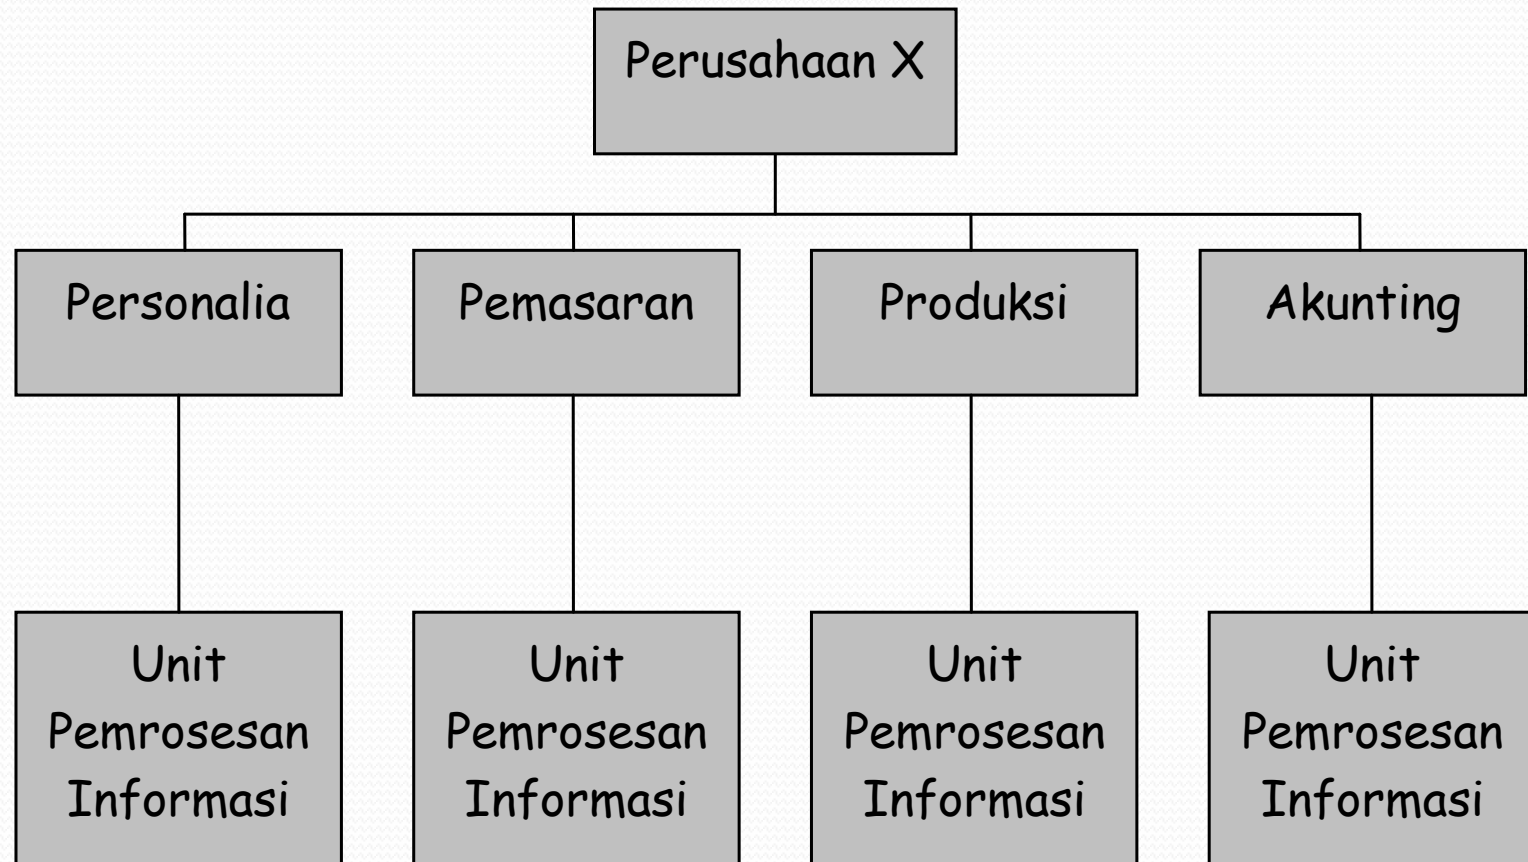 Perusahaan X
Personalia
Pemasaran
Produksi
Akunting
Unit
Pemrosesan
Informasi
Unit
Pemrosesan
Informasi
Unit
Pemrosesan
Informasi
Unit
Pemrosesan
Informasi